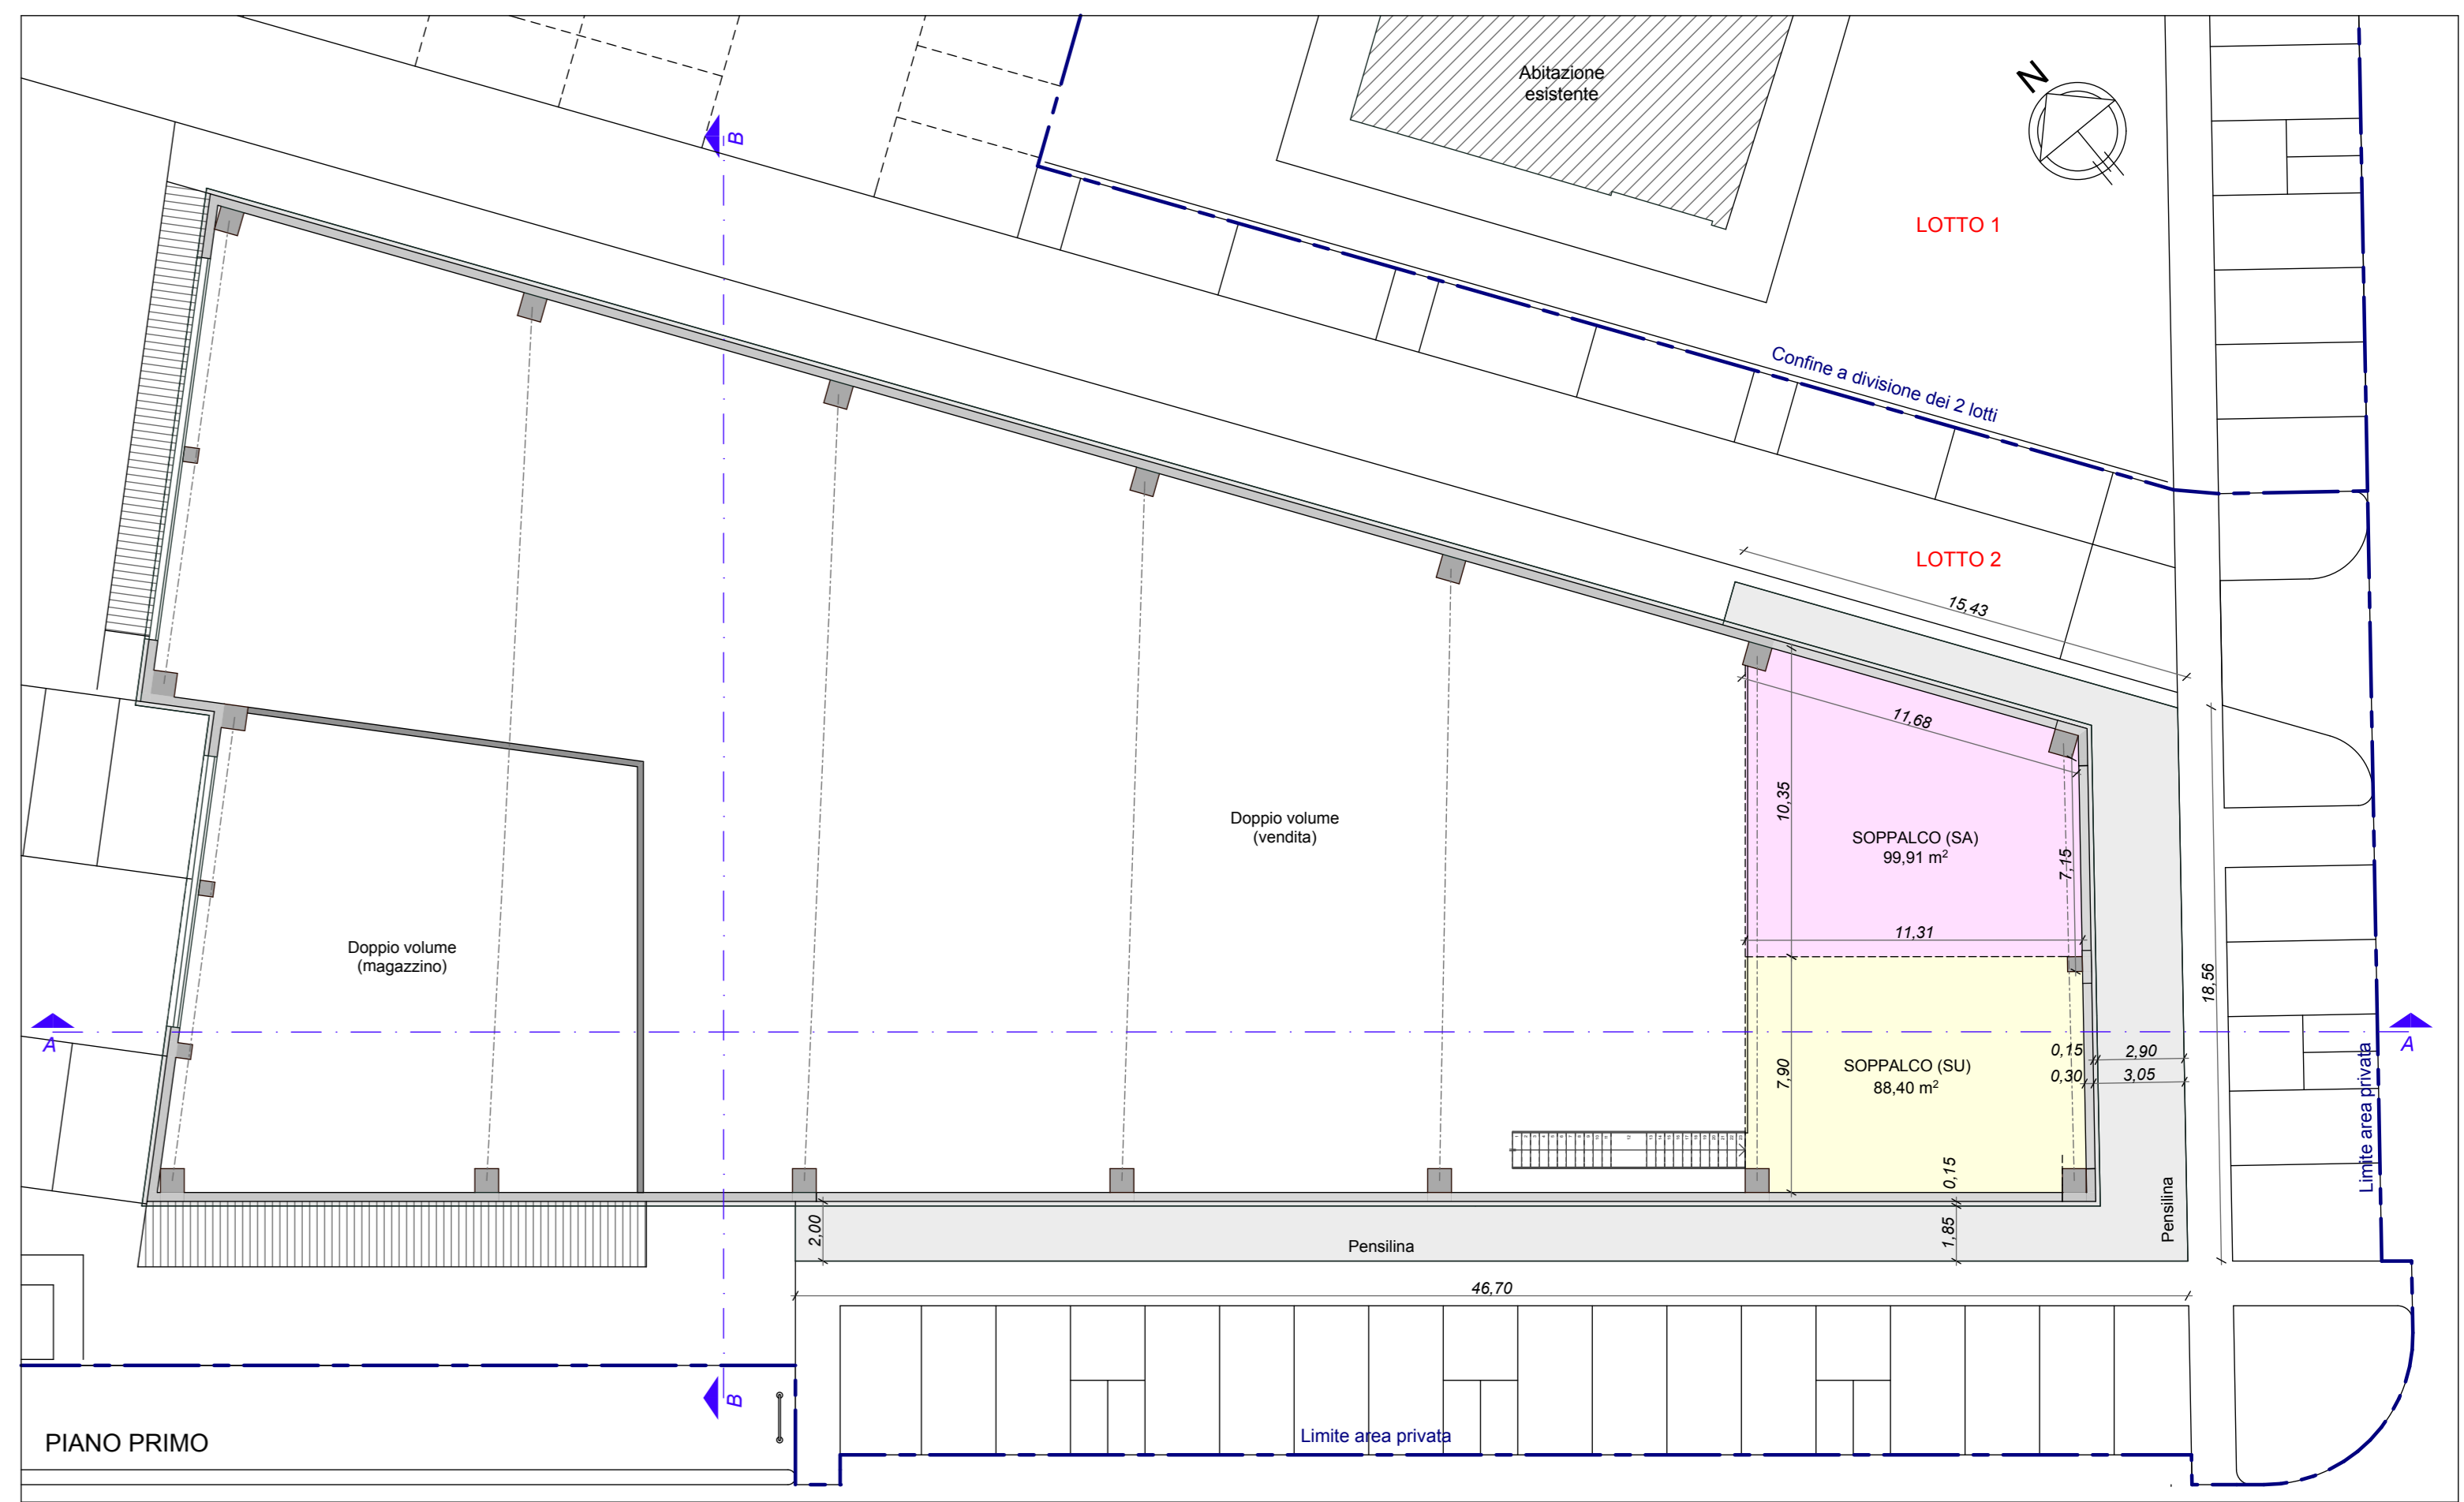 Abitazione
esistente
N
B
LOTTO 1
Confine a divisione dei 2 lotti
LOTTO 2
15,43
11,68
10,35
Doppio volume
(vendita)
SOPPALCO (SA)
99,91 m²
7,15
11,31
18,56
Doppio volume
(magazzino)
A
A
SOPPALCO (SU)
88,40 m²
7,90
0,15
2,90
0,30
3,05
Limite area privata
0,15
2,00
1,85
Pensilina
Pensilina
46,70
B
PIANO PRIMO
Limite area privata